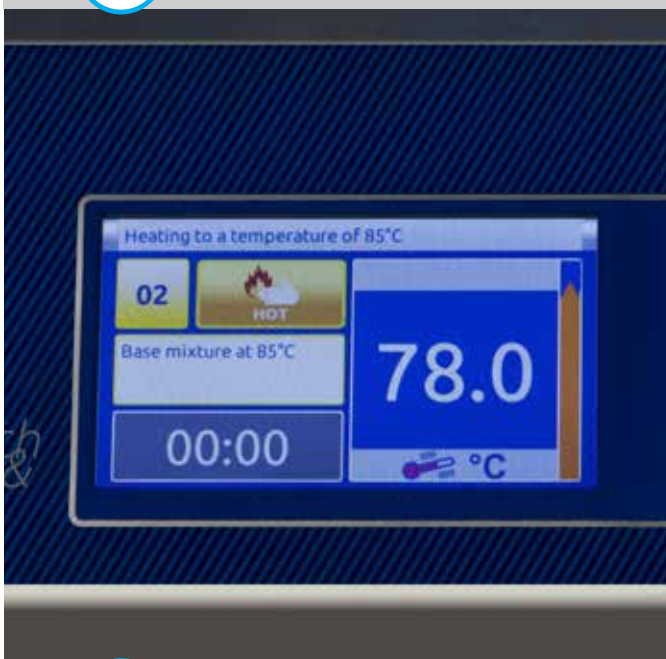 Heating to a temperature of 85°C
02
HOT
Base mixture at 85°C
78.0
00:00
°C
&